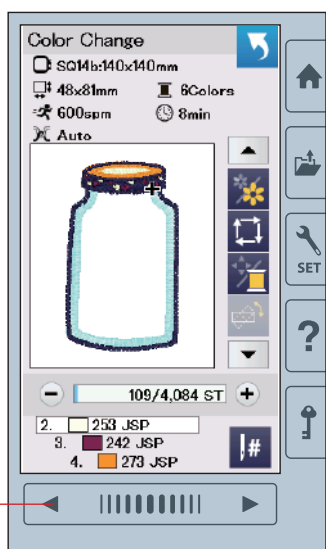 Color Change
SQ14b:140x140mm
48x81mm 6Colors
600spm 8min
Auto
SET
?
109/4,084 ST
2. 253 JSP
3. 242 JSP
4. 273 JSP
#